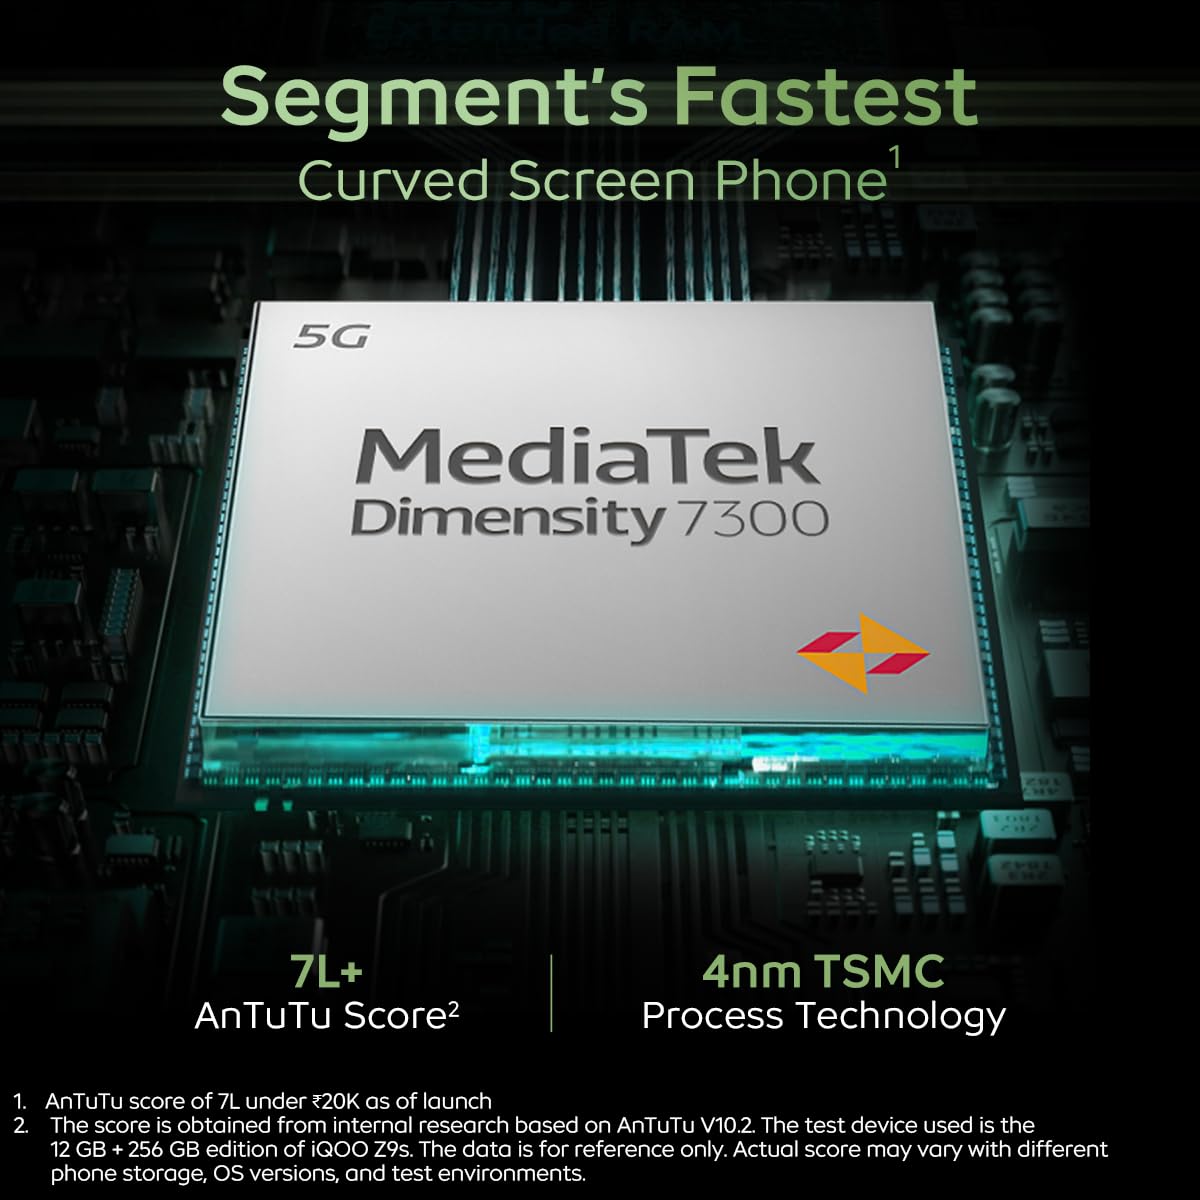 Segment's Fastest
Curved Screen Phone¹
5G
MediaTek
Dimensity 7300
7L+
AnTuTu Score²
4nm TSMC
Process Technology
1. AnTuTu score of 7L under ₹20K as of launch
2. The score is obtained from internal research based on AnTuTu V10.2. The test device used is the
12 GB + 256 GB edition of iQOO Z9s. The data is for reference only. Actual score may vary with different
phone storage, OS versions, and test environments.